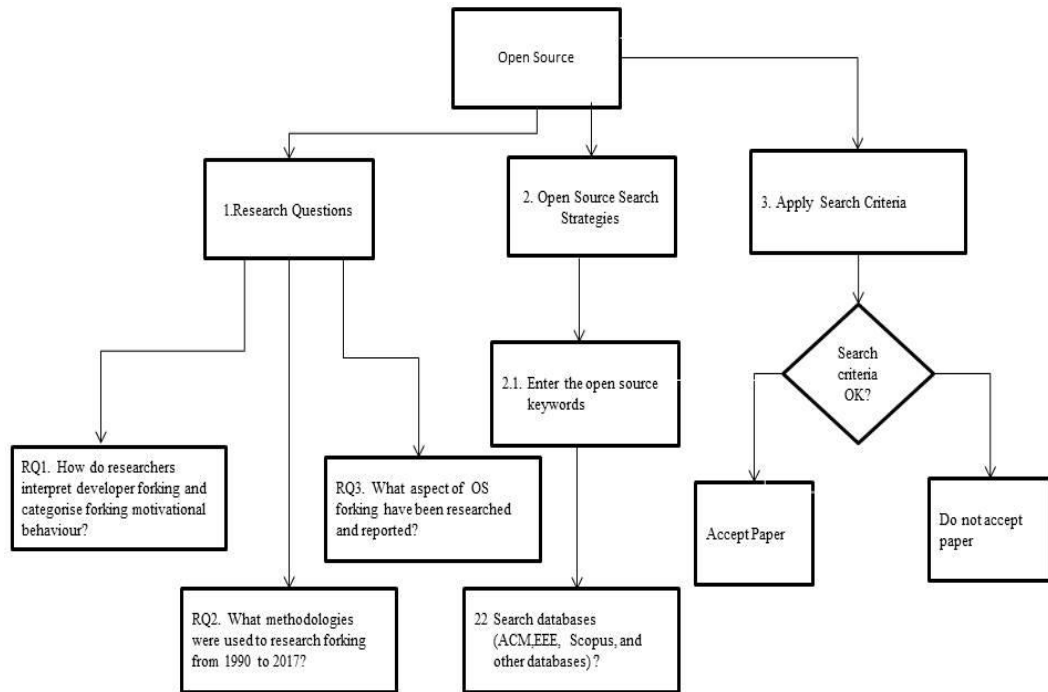 Open Source
1.Research Questions
2. Open Source Search
Strategies
3. Apply Search Criteria
Search
criteria
OK?
2.1. Enter the open source
keywords
RQ1. How do researchers
interpret developer forking and
categorise forking motivational
behaviour?
RQ3. What aspect of OS
forking have been researched
and reported?
Accept Paper
Do not accept
paper
RQ2. What methodologies
were used to research forking
from 1990 to 2017?
22 Search databases
(ACM,EEE, Scopus, and
other databases) ?